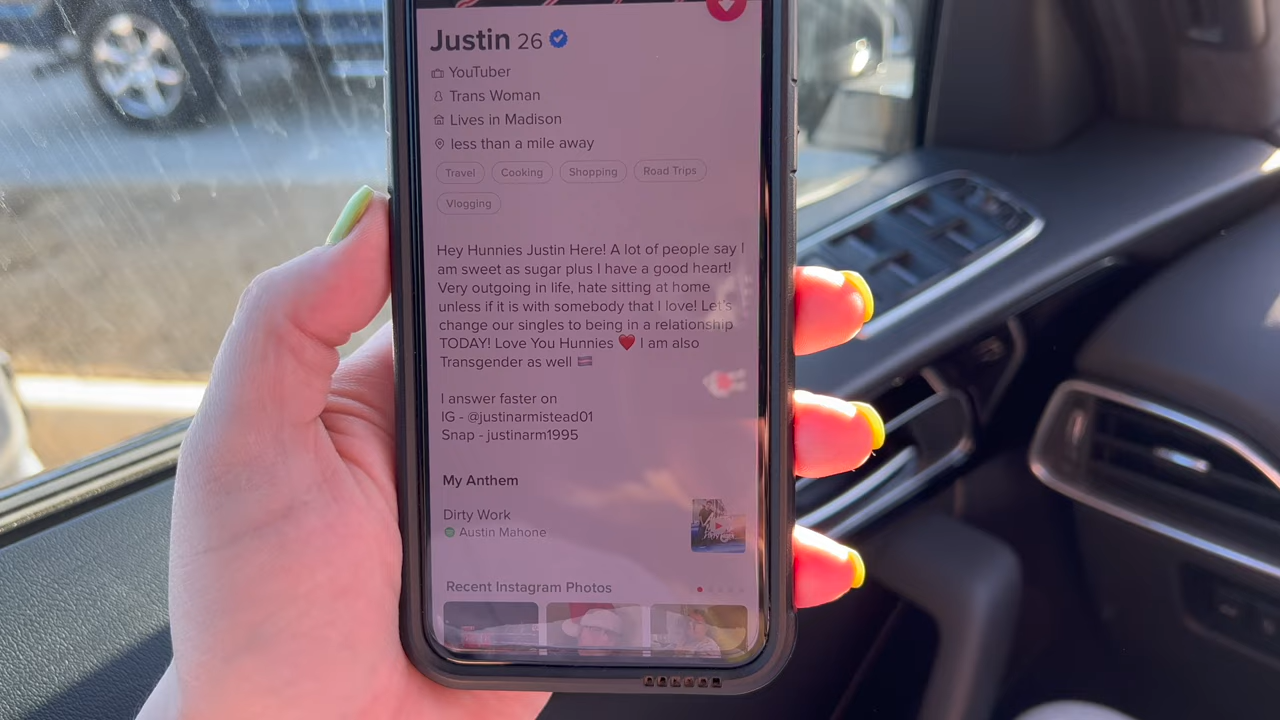 Justin 26
YouTuber
Trans Woman
Lives in Madison
less than a mile away
Travel Cooking Shopping Road Trips
Vlogging
Hey Hunnies Justin Here! A lot of people say I
am sweet as sugar plus I have a good heart!
Very outgoing in life, hate sitting at home
unless if it is with somebody that I love! Let's
change our singles to being in a relationship
TODAY! Love You Hunnies ❤️ I am also
Transgender as well 🏳️‍⚧️
I answer faster on
IG - @justinarmistead01
Snap - justinarm1995
My Anthem
Dirty Work
Austin Mahone
Recent Instagram Photos